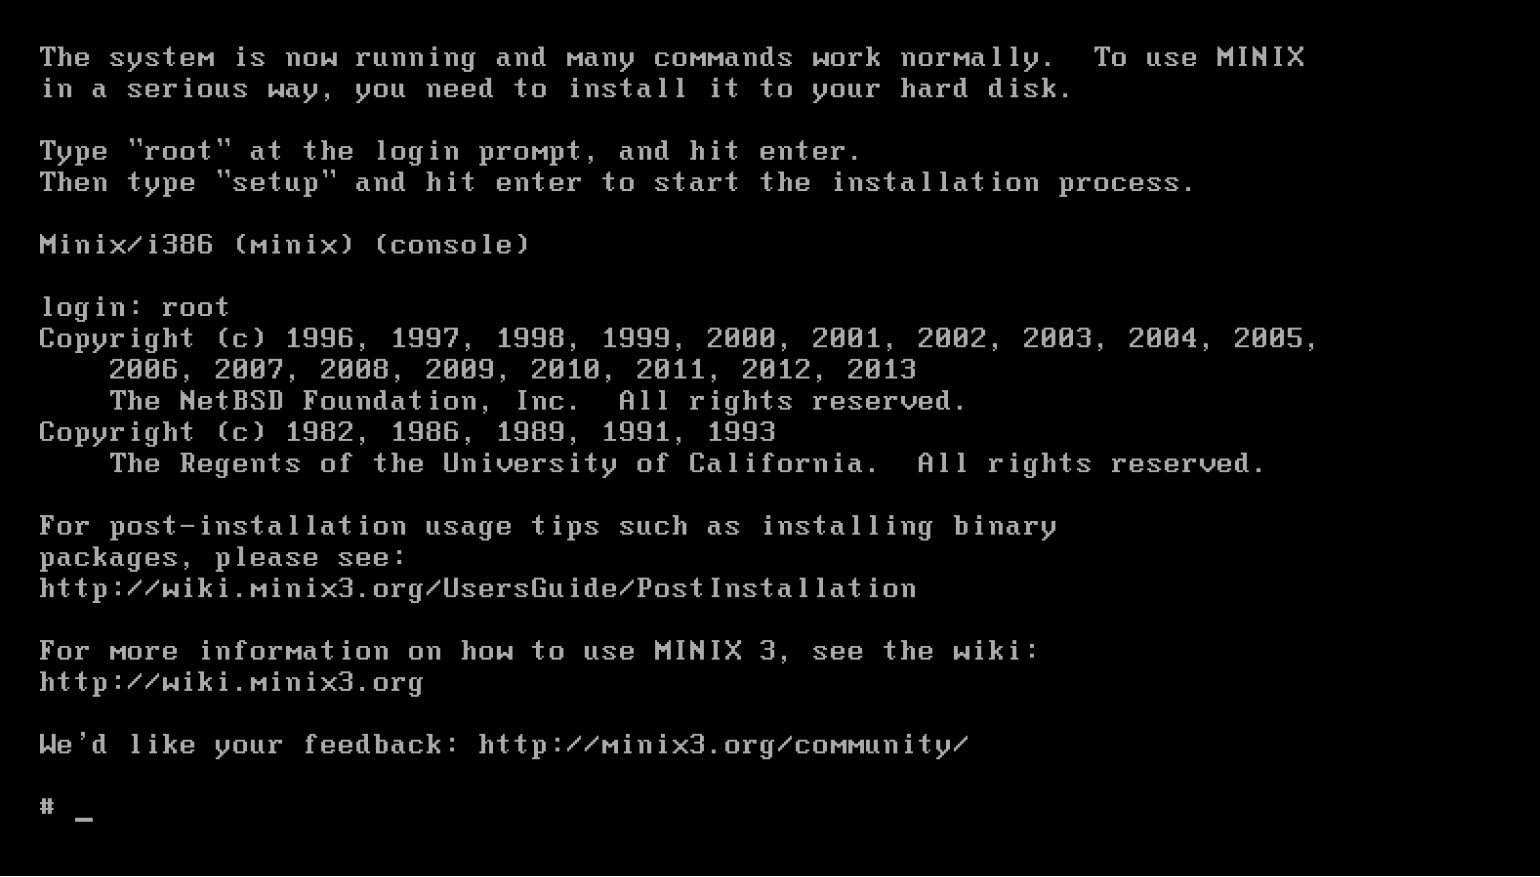 The system is now running and many commands work normally.  To use MINIX
in a serious way, you need to install it to your hard disk.
Type "root" at the login prompt, and hit enter.
Then type "setup" and hit enter to start the installation process.
Minix/i386 (minix) (console)
login: root
Copyright (c) 1996, 1997, 1998, 1999, 2000, 2001, 2002, 2003, 2004, 2005,
    2006, 2007, 2008, 2009, 2010, 2011, 2012, 2013
    The NetBSD Foundation, Inc.  All rights reserved.
Copyright (c) 1982, 1986, 1989, 1991, 1993
    The Regents of the University of California.  All rights reserved.
For post-installation usage tips such as installing binary
packages, please see:
http://wiki.minix3.org/UsersGuide/PostInstallation
For more information on how to use MINIX 3, see the wiki:
http://wiki.minix3.org
We'd like your feedback: http://minix3.org/community/
# _